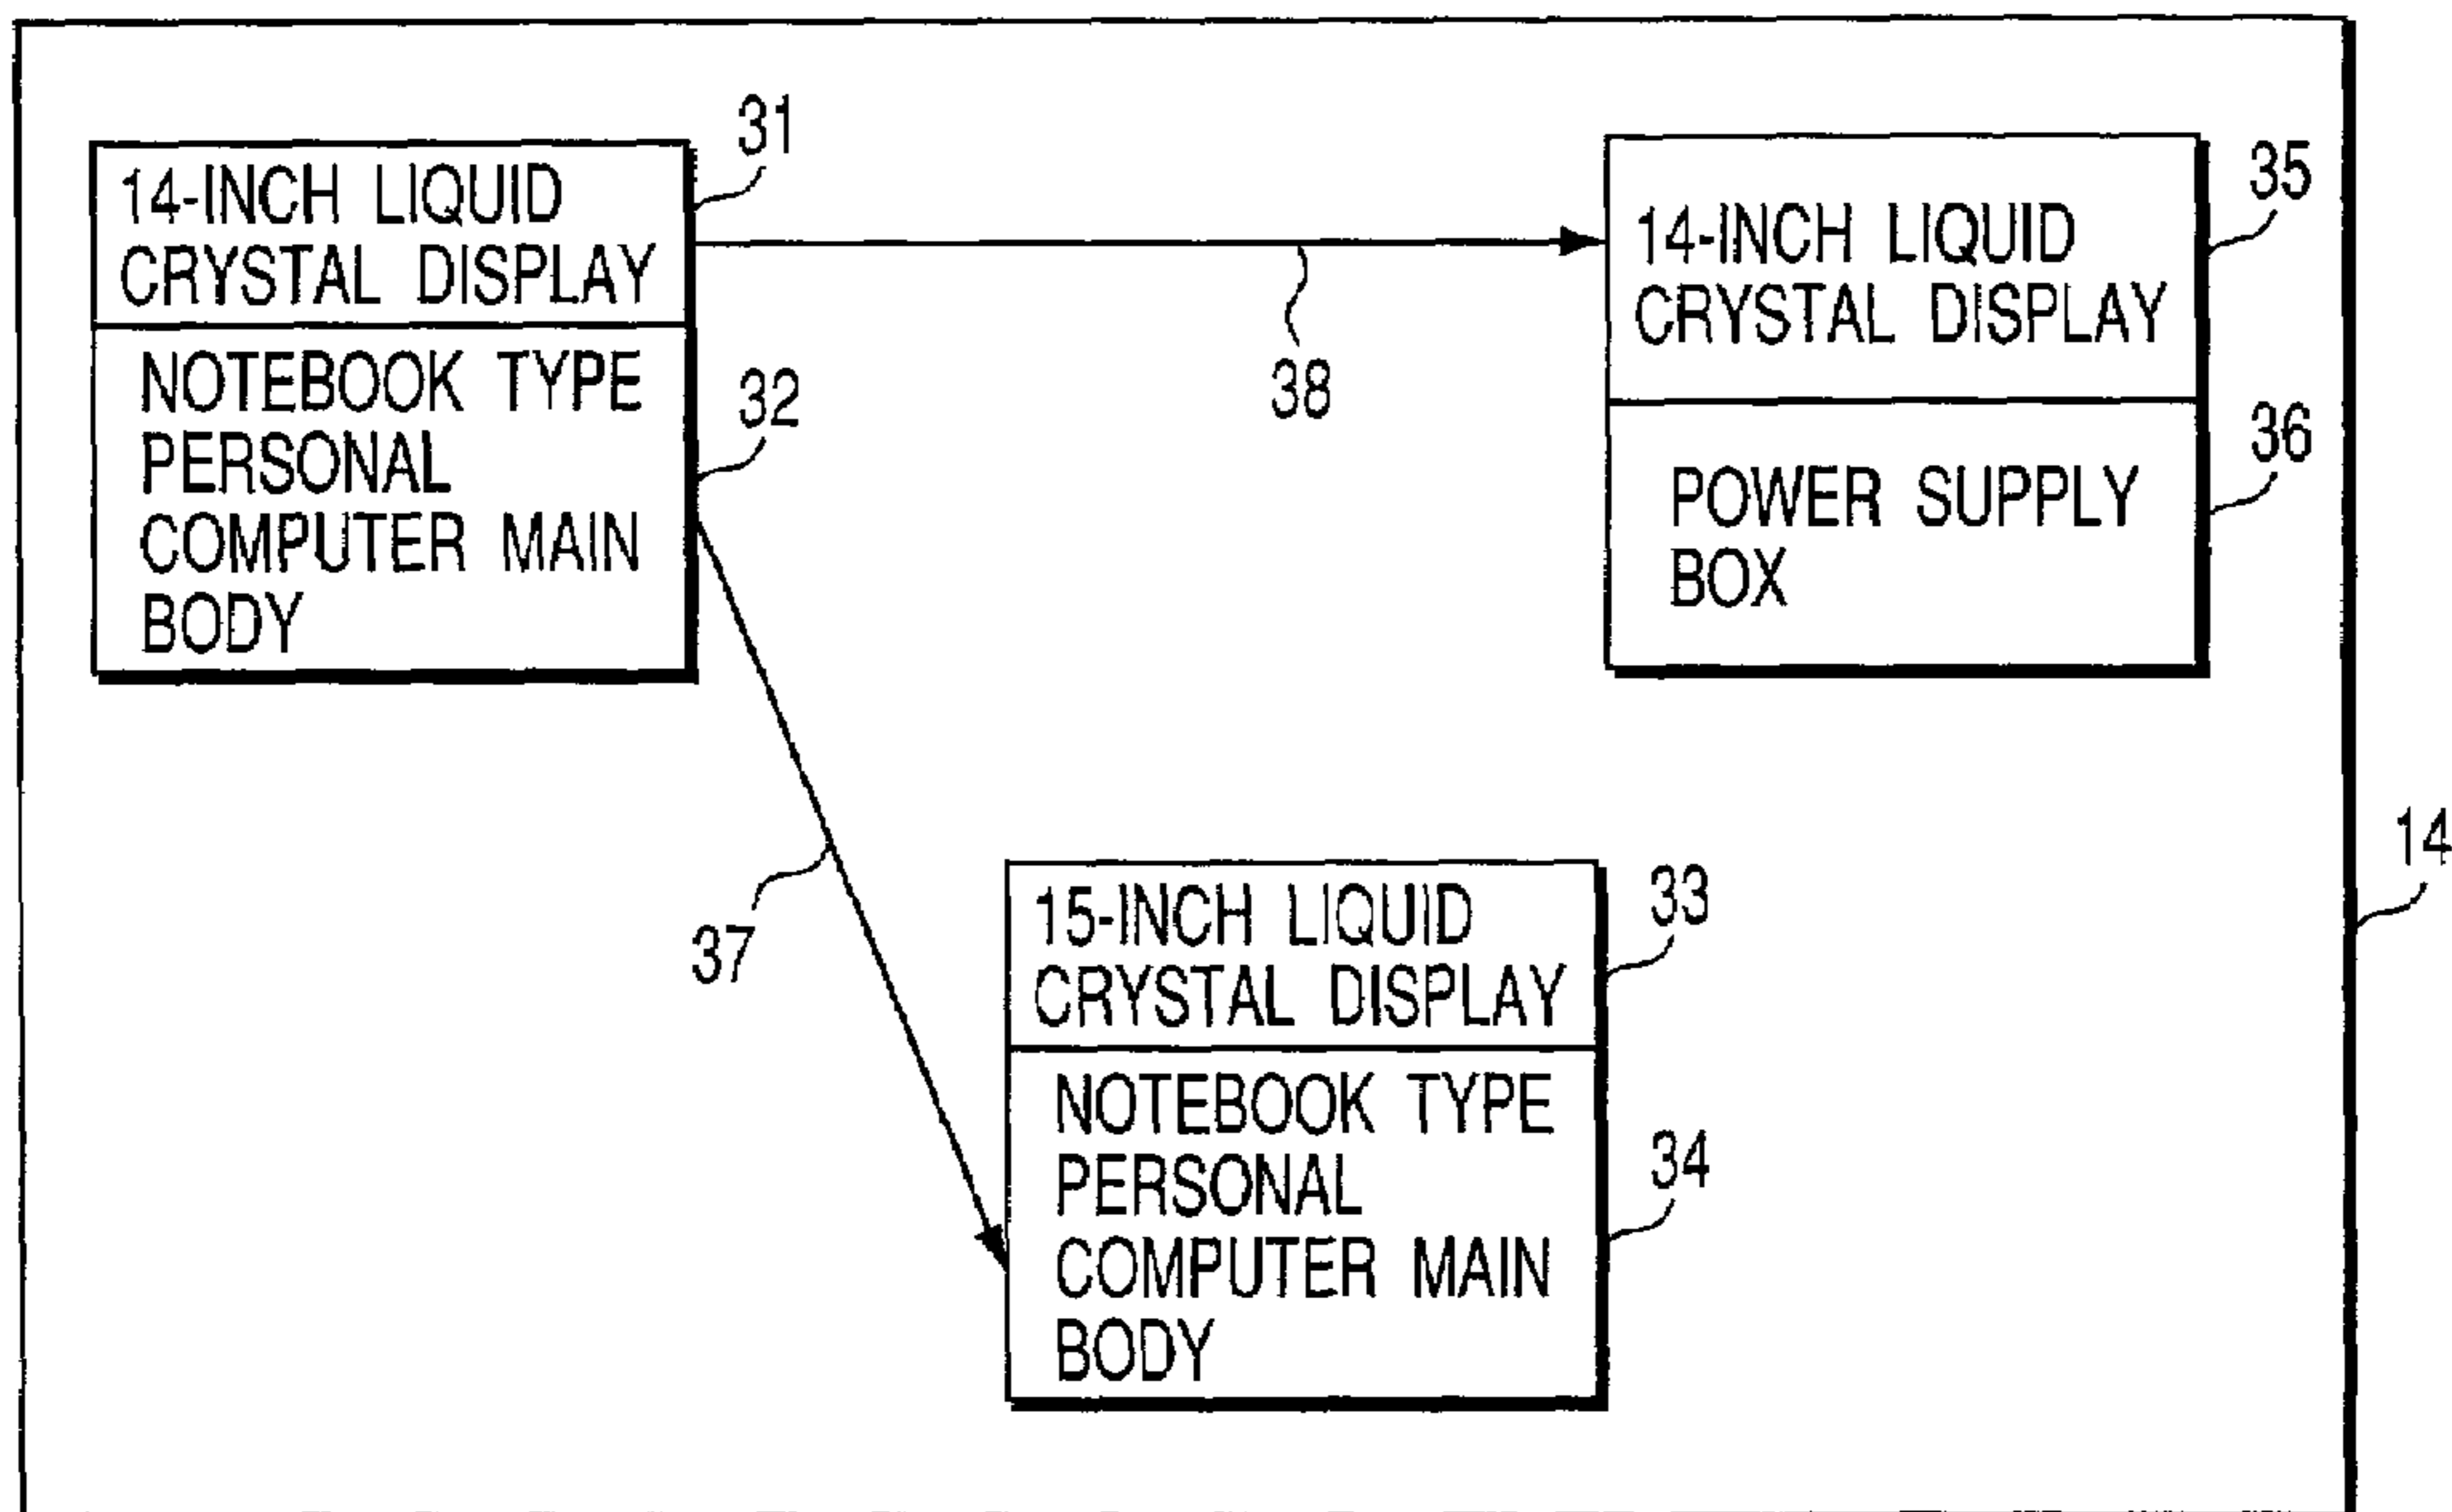 31
14-INCH LIQUID
CRYSTAL DISPLAY
32
NOTEBOOK TYPE
PERSONAL
COMPUTER MAIN
BODY
38
35
14-INCH LIQUID
CRYSTAL DISPLAY
36
POWER SUPPLY
BOX
37
33
15-INCH LIQUID
CRYSTAL DISPLAY
34
NOTEBOOK TYPE
PERSONAL
COMPUTER MAIN
BODY
14